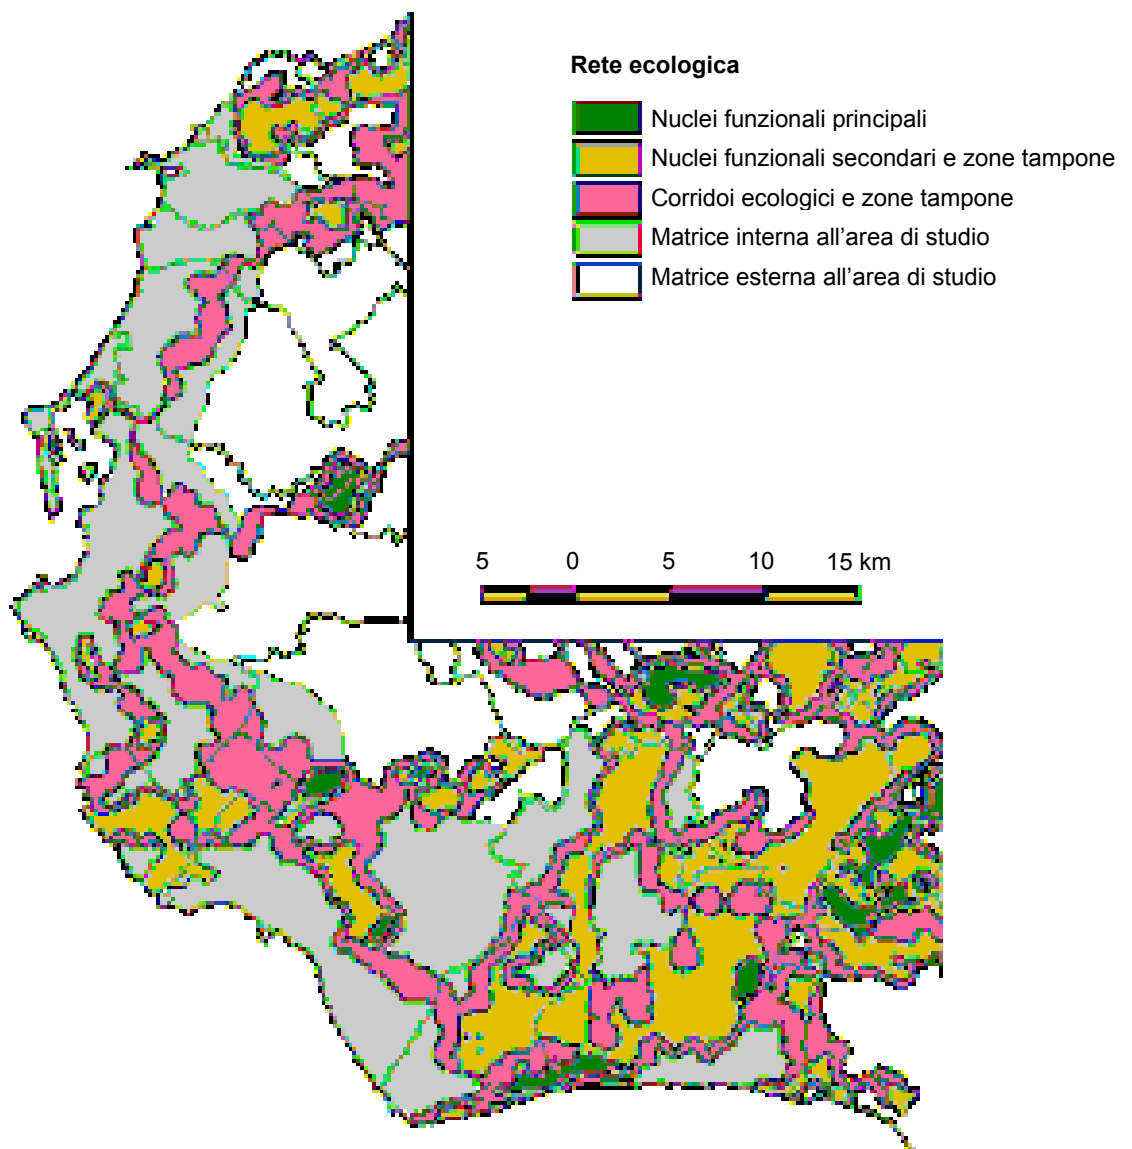 Rete ecologica
Nuclei funzionali principali
Nuclei funzionali secondari e zone tampone
Corridoi ecologici e zone tampone
Matrice interna all'area di studio
Matrice esterna all'area di studio
5 0 5 10 15 km